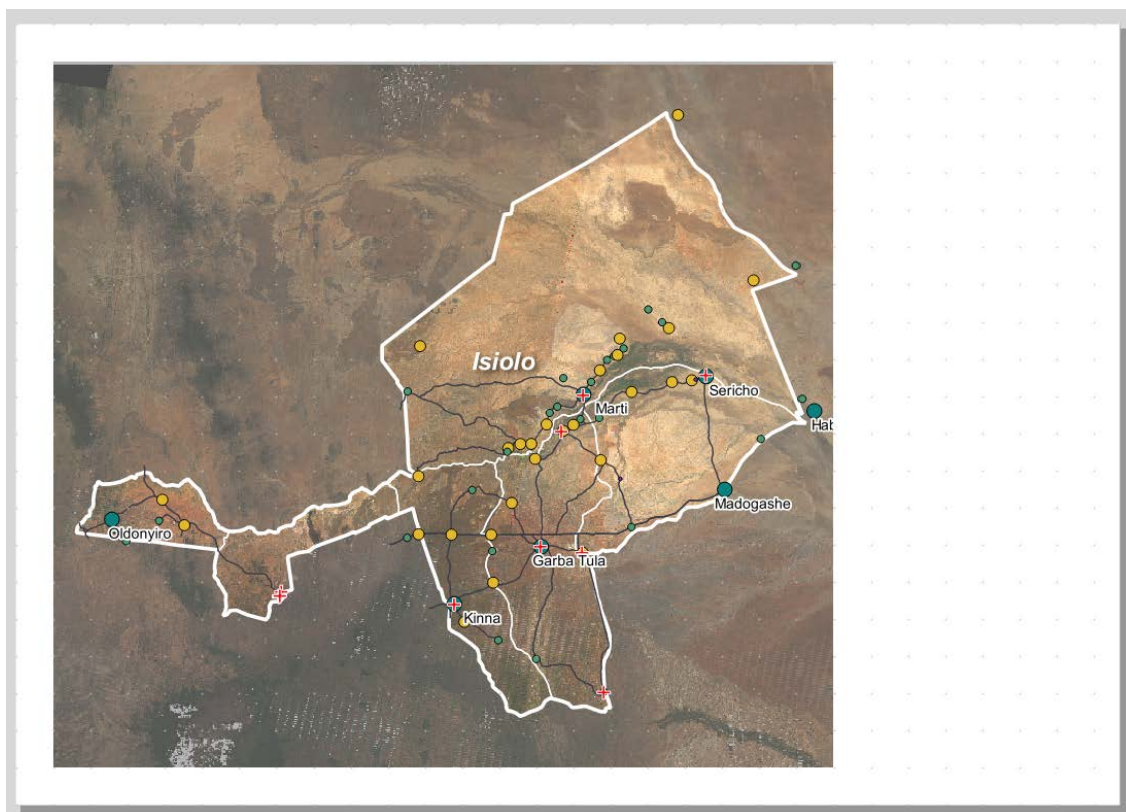 Isiolo
Sericho
Marti
Hab
Madogashe
Oldonyiro
Garba Tula
Kinna